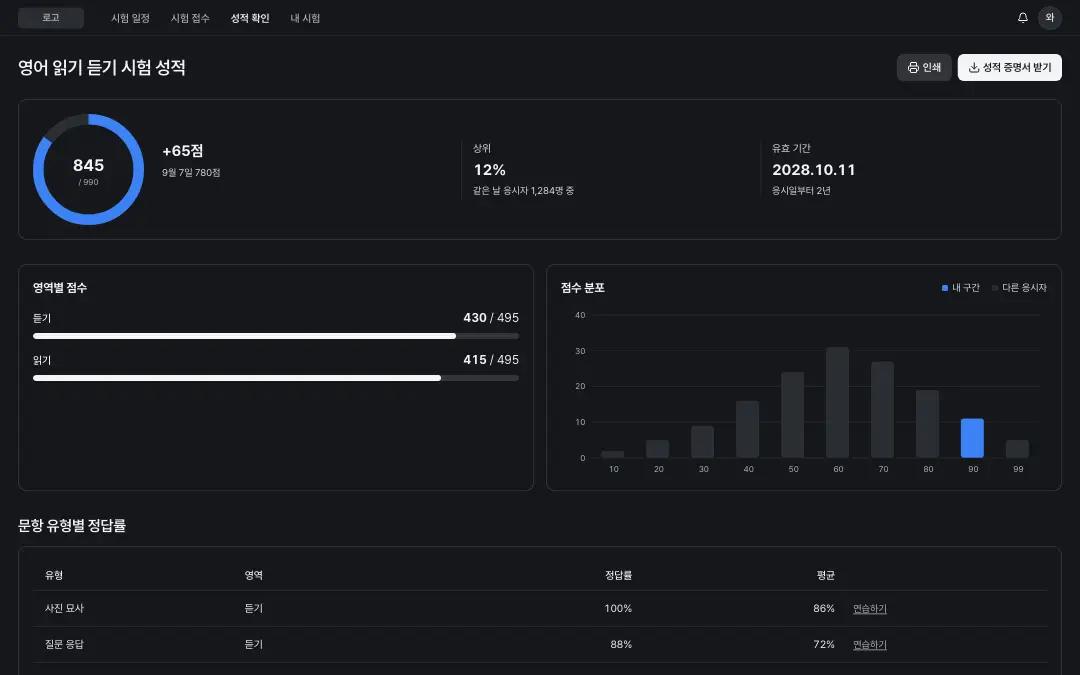 로고 시험 일정 시험 접수 성적 확인 내 시험 와
영어 읽기 듣기 시험 성적
인쇄 성적 증명서 받기
845
/ 990
+65점
9월 7일 780점
상위
12%
같은 날 응시자 1,284명 중
유효 기간
2028.10.11
응시일부터 2년
영역별 점수
듣기 430 / 495
읽기 415 / 495
점수 분포
내 구간 다른 응시자
40
30
20
10
0
10 20 30 40 50 60 70 80 90 99
문항 유형별 정답률
유형 영역 정답률 평균
사진 묘사 듣기 100% 86% 연습하기
질문 응답 듣기 88% 72% 연습하기